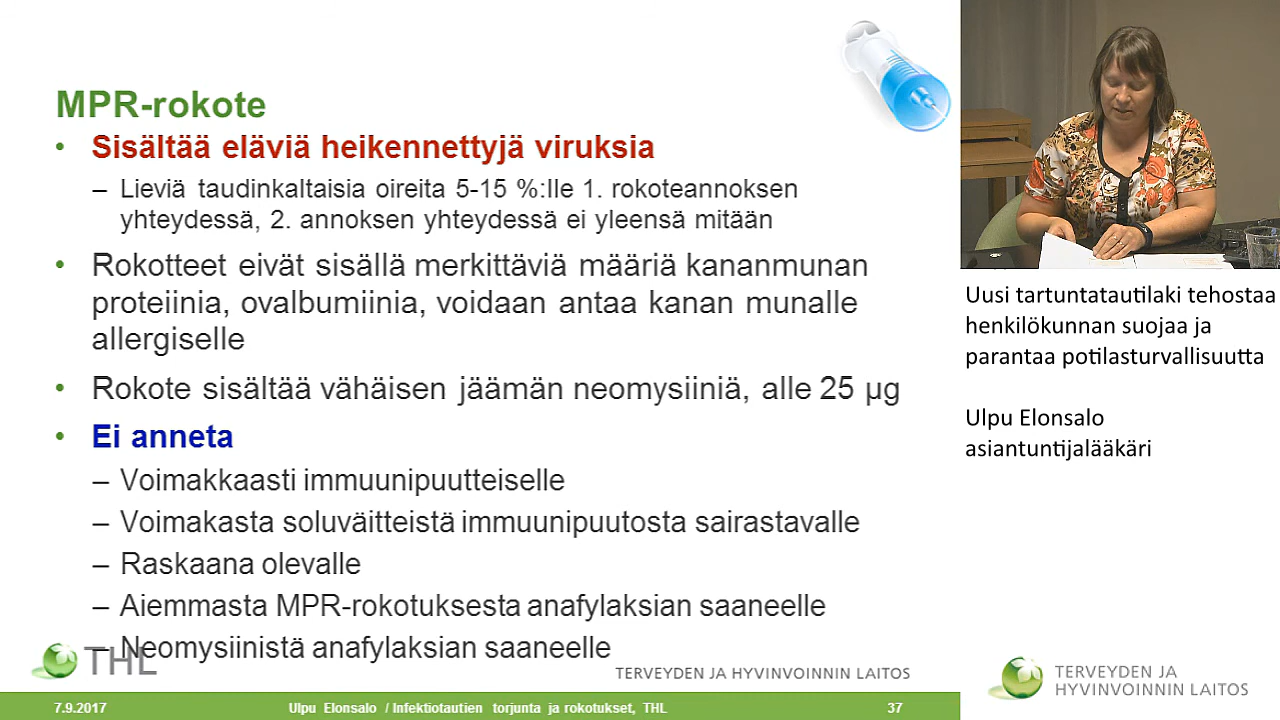 MPR-rokote
• Sisältää eläviä heikennettyjä viruksia
– Lieviä taudinkaltaisia oireita 5-15 %:lle 1. rokoteannoksen
yhteydessä, 2. annoksen yhteydessä ei yleensä mitään
• Rokotteet eivät sisällä merkittäviä määriä kananmunan
proteiinia, ovalbumiinia, voidaan antaa kanan munalle
allergiselle
• Rokote sisältää vähäisen jäämän neomysiiniä, alle 25 µg
• Ei anneta
– Voimakkaasti immuunipuutteiselle
– Voimakasta soluväitteistä immuunipuutosta sairastavalle
– Raskaana olevalle
– Aiemmasta MPR-rokotuksesta anafylaksian saaneelle
– Neomysiinistä anafylaksian saaneelle
THL
TERVEYDEN JA HYVINVOINNIN LAITOS
7.9.2017
Ulpu Elonsalo / Infektiotautien torjunta ja rokotukset, THL
37
Uusi tartuntatautilaki tehostaa
henkilökunnan suojaa ja
parantaa potilasturvallisuutta
Ulpu Elonsalo
asiantuntijalääkäri
TERVEYDEN JA
HYVINVOINNIN LAITOS